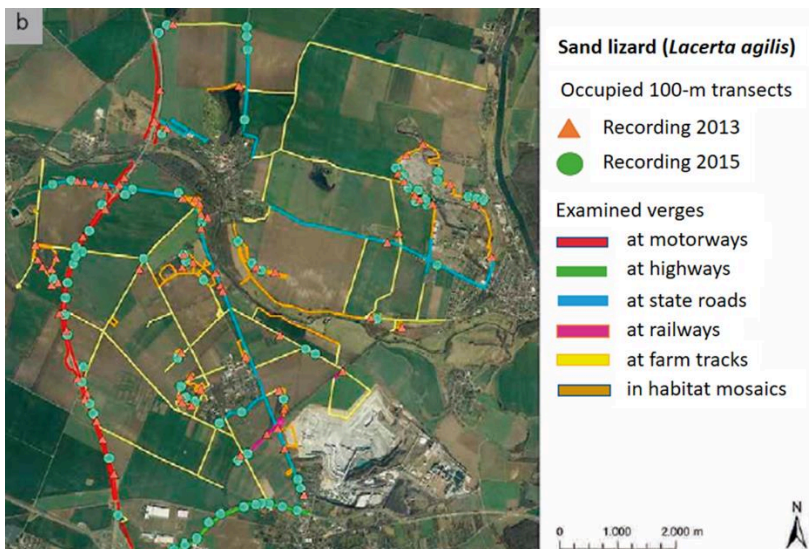 b
Sand lizard (Lacerta agilis)
Occupied 100-m transects
Recording 2013
Recording 2015
Examined verges
at motorways
at highways
at state roads
at railways
at farm tracks
in habitat mosaics
N
0 1.000 2.000 m